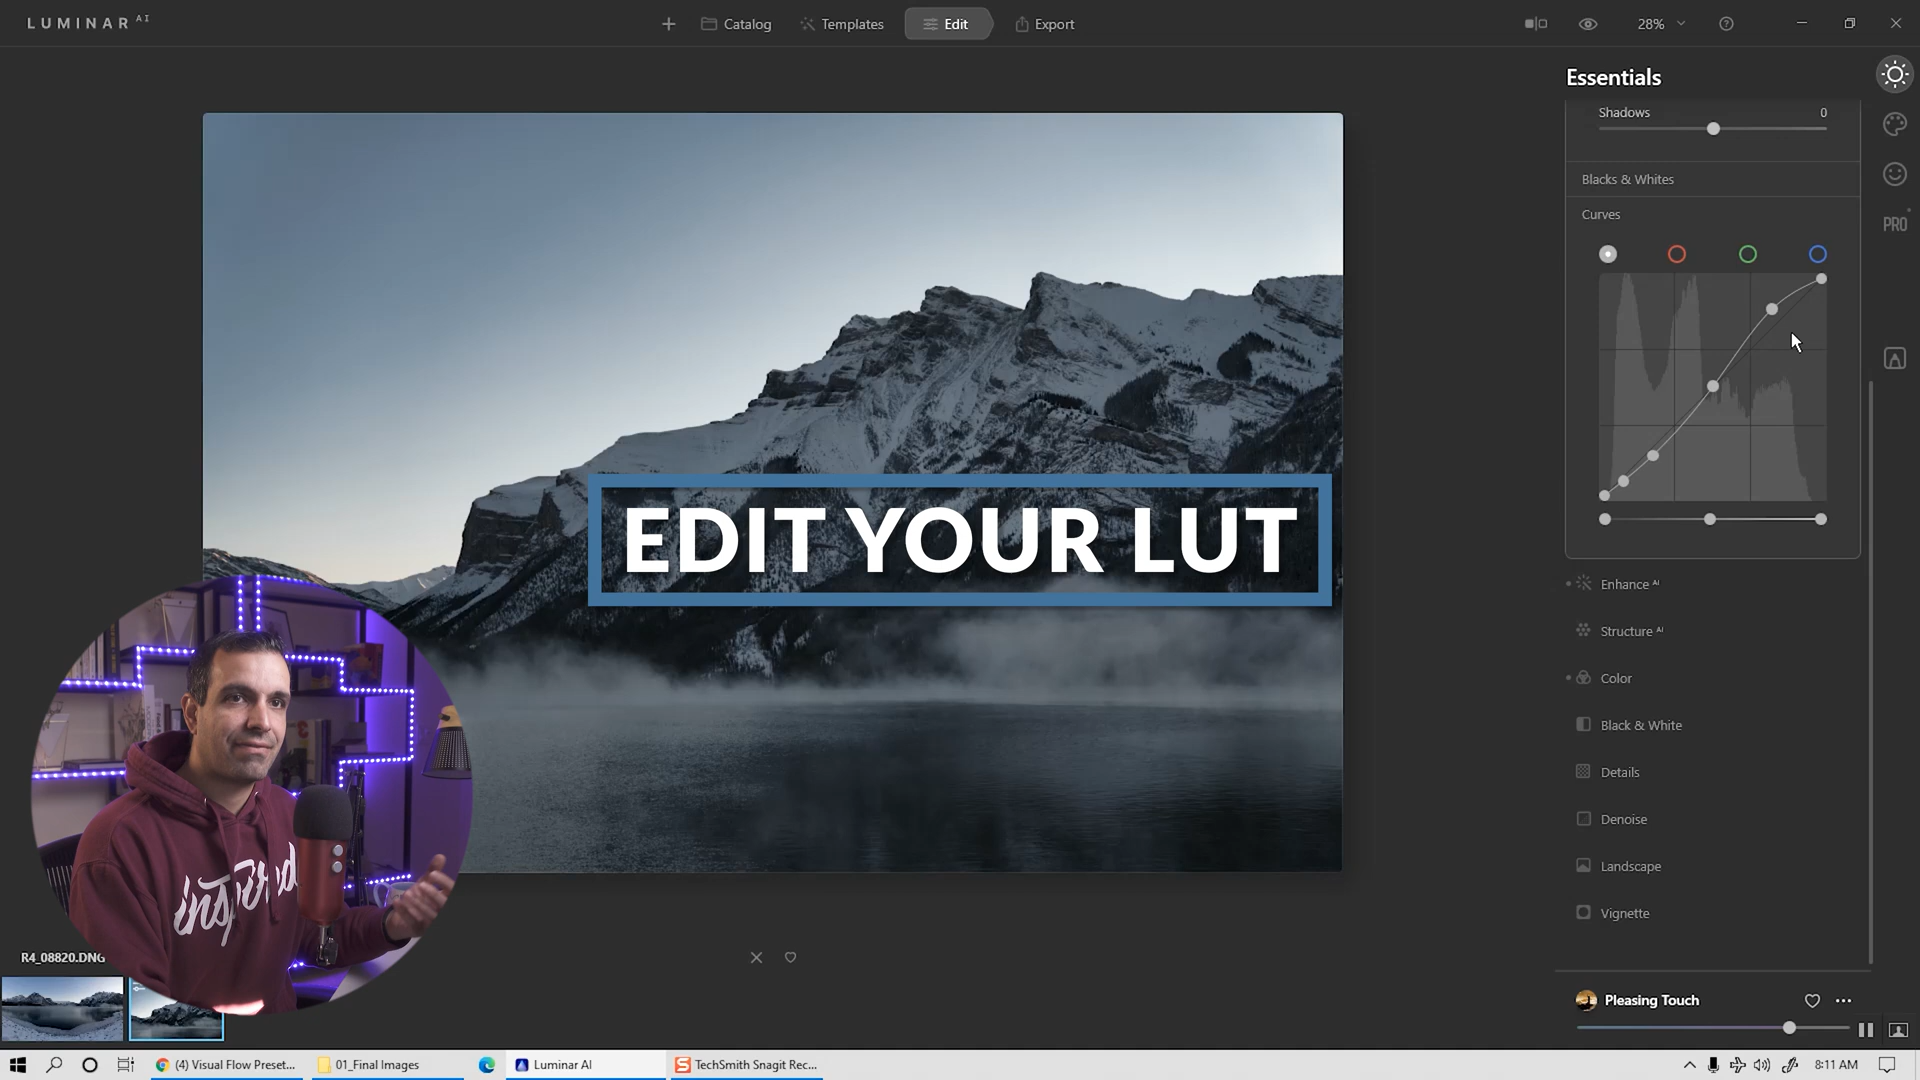 LUMINAR AI
Catalog
Templates
Edit
Export
28%
Essentials
Shadows 0
Blacks & Whites
PRO
Curves
EDIT YOUR LUT
Enhance AI
Structure AI
Color
Black & White
Details
Denoise
Landscape
Vignette
inspired
R4_08820.DNG
Pleasing Touch
(4) Visual Flow Preset...
01_Final Images
Luminar AI
TechSmith Snagit Rec...
8:11 AM